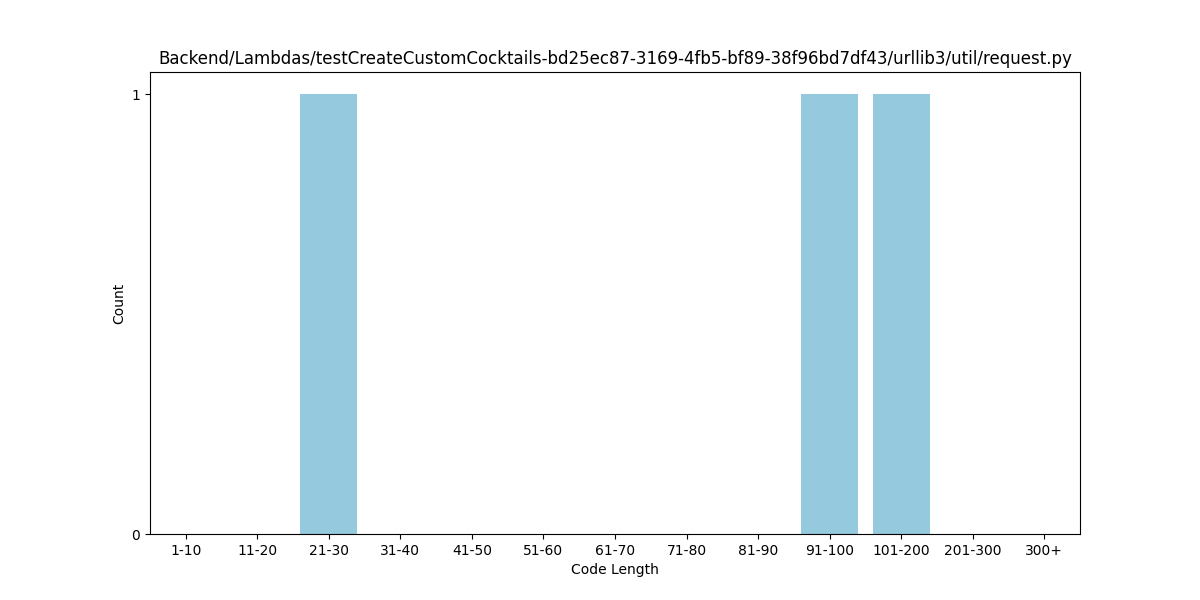 Backend/Lambdas/testCreateCustomCocktails-bd25ec87-3169-4fb5-bf89-38f96bd7df43/urllib3/util/request.py
1
Count
0
1-10 11-20 21-30 31-40 41-50 51-60 61-70 71-80 81-90 91-100 101-200 201-300 300+
Code Length